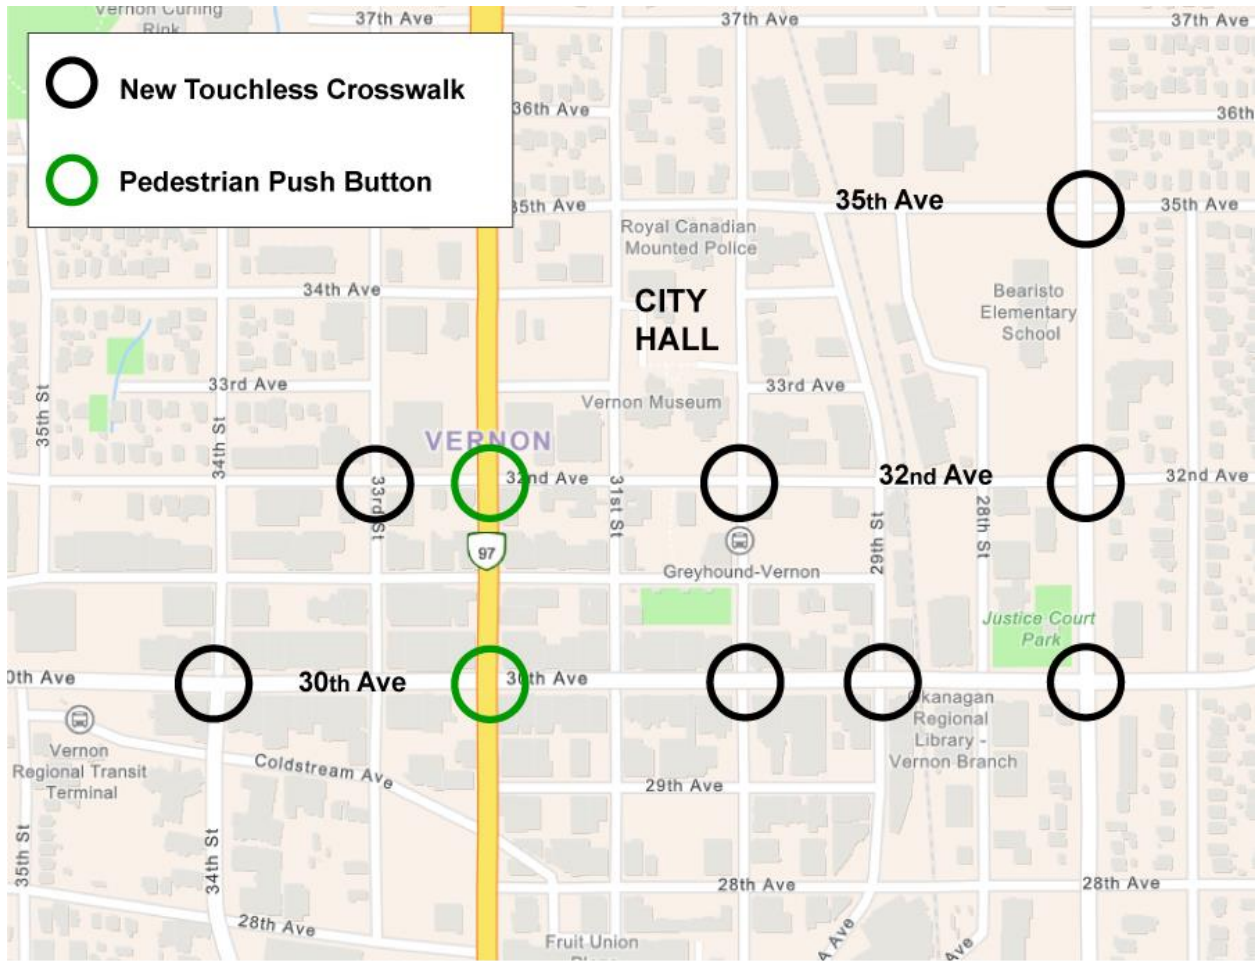 Vernon Curling
Rink
37th Ave
37th Ave
37th Ave
New Touchless Crosswalk
Pedestrian Push Button
36th Ave
36th
35th Ave
35th Ave
35th Ave
Royal Canadian
Mounted Police
34th Ave
CITY
HALL
Bearisto
Elementary
School
33rd Ave
33rd Ave
Vernon Museum
35th St
34th St
VERNON
33rd St
32nd Ave
31st St
32nd Ave
32nd Ave
29th St
28th St
97
Greyhound-Vernon
Justice Court
Park
0th Ave
30th Ave
30th Ave
Okanagan
Regional
Library -
Vernon Branch
Vernon
Regional Transit
Terminal
Coldstream Ave
29th Ave
35th St
34th St
28th Ave
28th Ave
28th Ave
A Ave
Ave
Fruit Union